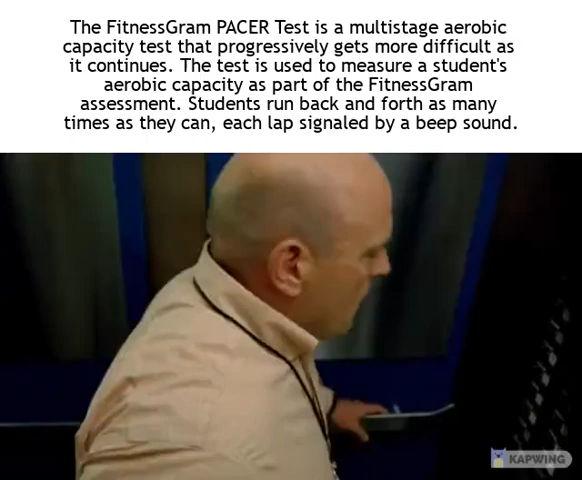 The FitnessGram PACER Test is a multistage aerobic
capacity test that progressively gets more difficult as
it continues. The test is used to measure a student's
aerobic capacity as part of the FitnessGram
assessment. Students run back and forth as many
times as they can, each lap signaled by a beep sound.
KAPWING